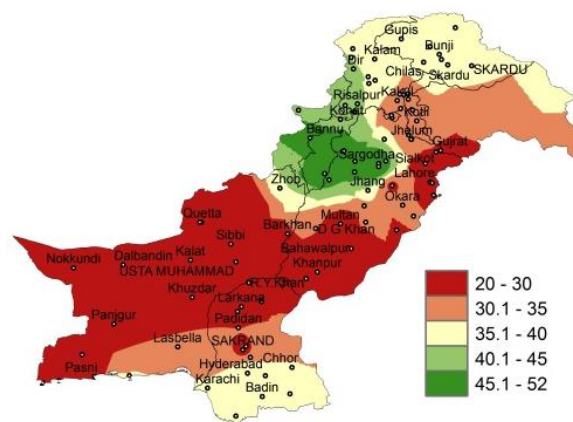 Gupis
Kalam
Bunji
Dir
Chilas
SKARDU
Skardu
Risalpur
Kakul
Kohat
Kotli
Bannu
Jhelum
Gujrat
Sargodha
Sialkot
Zhob
Jhang
Lahore
Okara
Quetta
Multan
Barkhan
D G Khan
Sibbi
Bahawalpur
Nokkundi
Dalbandin
Kalat
Khanpur
USTA MUHAMMAD
R.Y.Khan
Khuzdar
Larkana
Panjgur
Padidan
Lasbella
SAKRAND
Pasni
Hyderabad
Chhor
Karachi
Badin
20 - 30
30.1 - 35
35.1 - 40
40.1 - 45
45.1 - 52